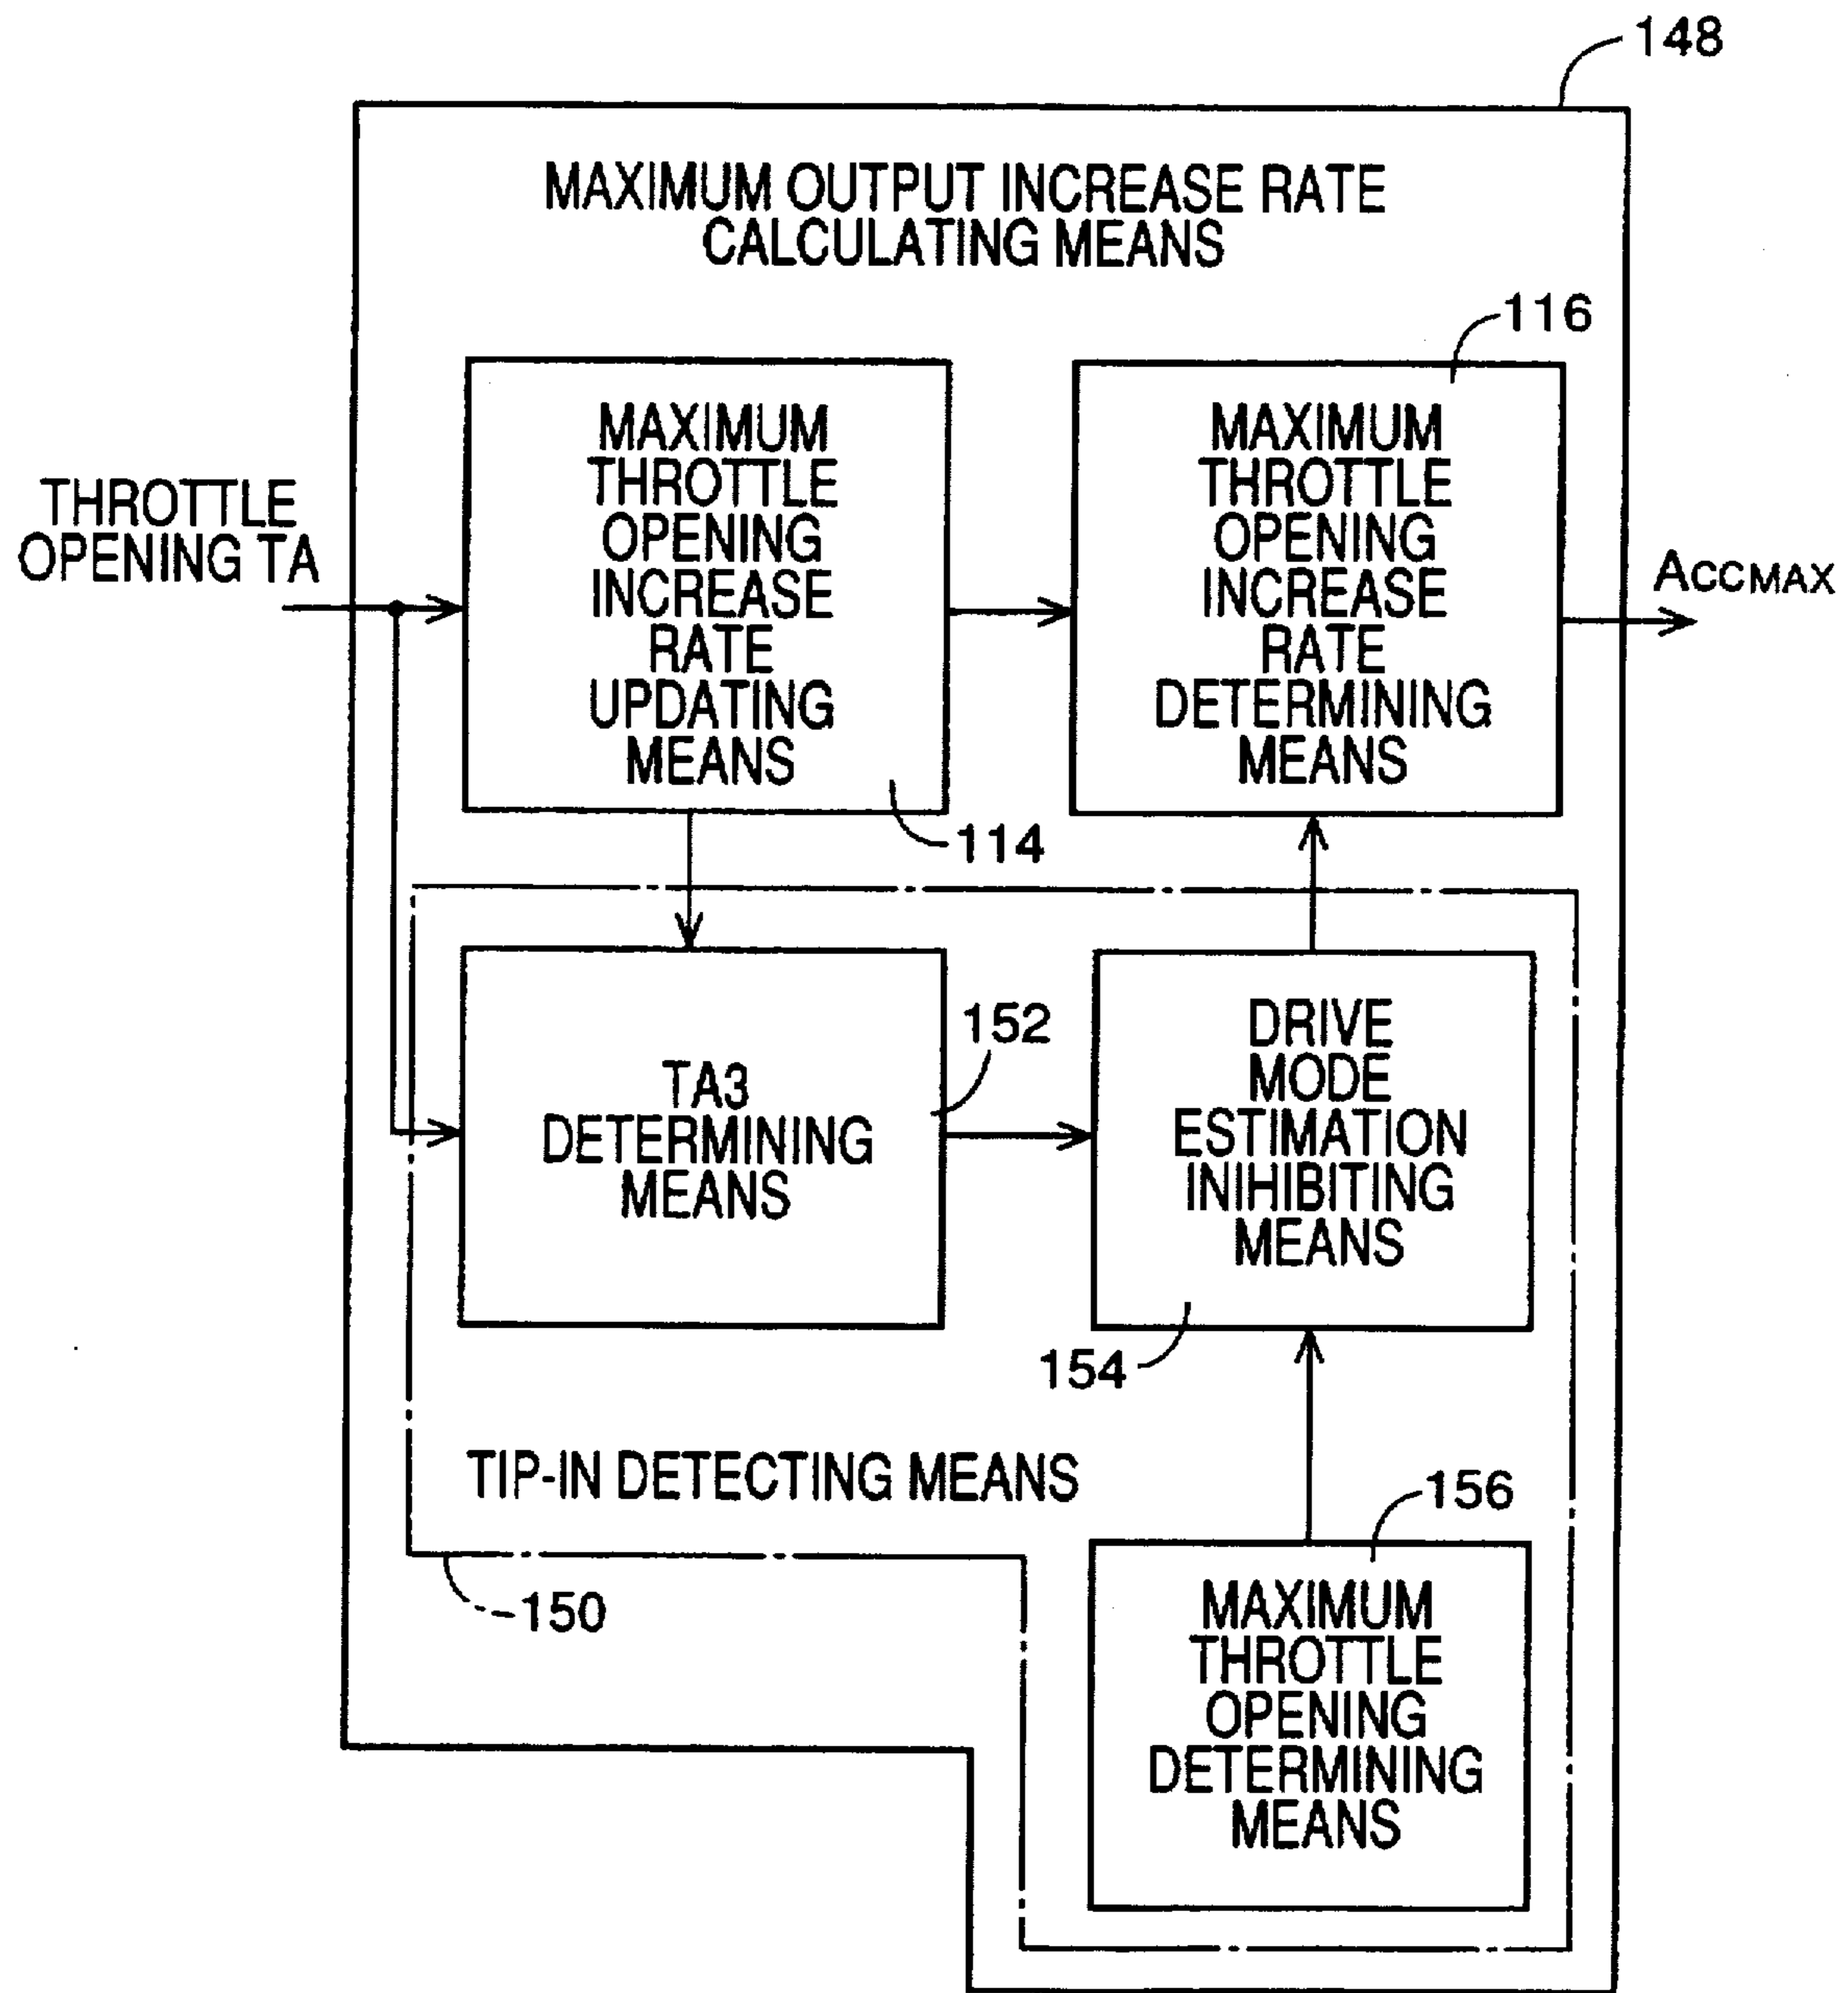 148
MAXIMUM OUTPUT INCREASE RATE
CALCULATING MEANS
116
MAXIMUM
THROTTLE
OPENING
INCREASE
RATE
UPDATING
MEANS
MAXIMUM
THROTTLE
OPENING
INCREASE
RATE
DETERMINING
MEANS
THROTTLE
OPENING TA
ACCMAX
114
TA3
DETERMINING
MEANS
152
DRIVE
MODE
ESTIMATION
INIHIBITING
MEANS
154
TIP-IN DETECTING MEANS
156
150
MAXIMUM
THROTTLE
OPENING
DETERMINING
MEANS